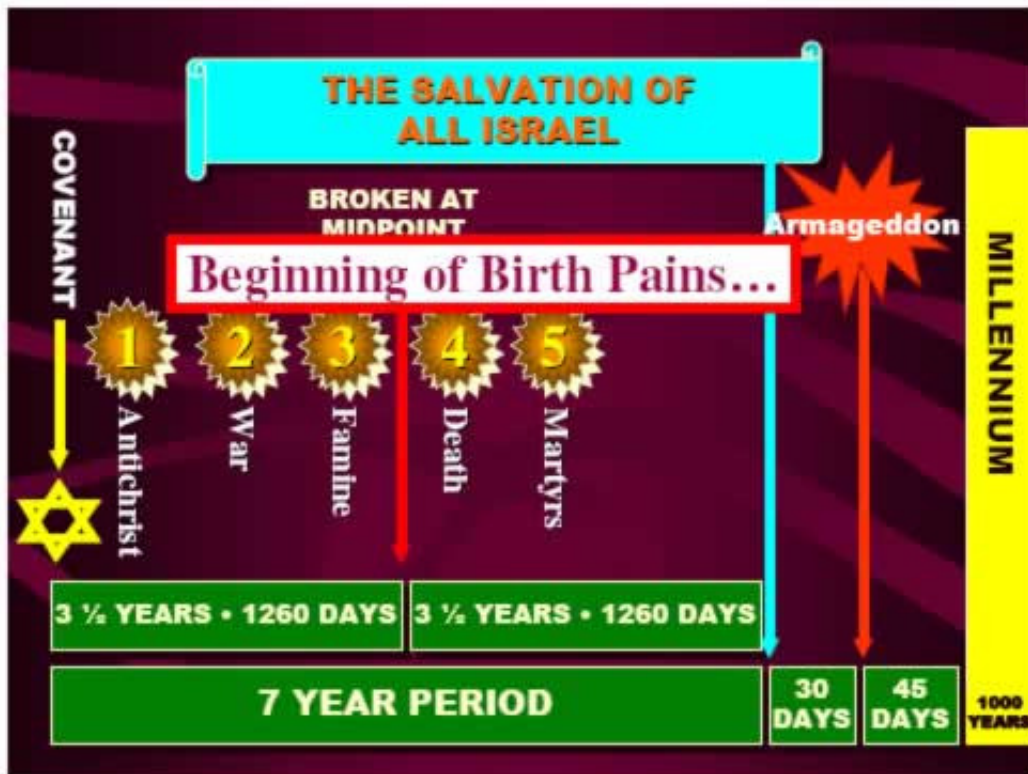 THE SALVATION OF
ALL ISRAEL
COVENANT
BROKEN AT
MIDPOINT
Armageddon
Beginning of Birth Pains...
MILLENNIUM
1
2
3
4
5
Antichrist
War
Famine
Death
Martyrs
3 ½ YEARS • 1260 DAYS
3 ½ YEARS • 1260 DAYS
7 YEAR PERIOD
30
DAYS
45
DAYS
1000
YEARS